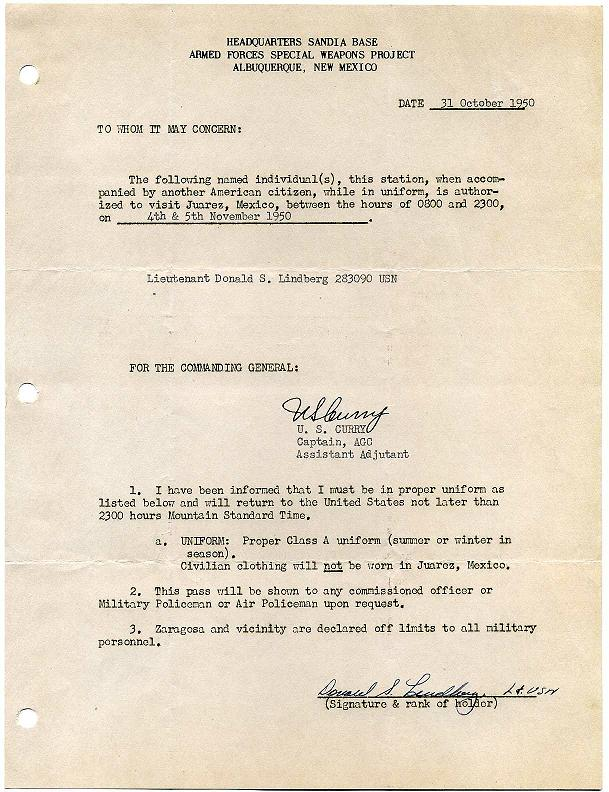 HEADQUARTERS SANDIA BASE
ARMED FORCES SPECIAL WEAPONS PROJECT
ALBUQUERQUE, NEW MEXICO
DATE 31 October 1950
TO WHOM IT MAY CONCERN:
The following named individual(s), this station, when accom-
panied by another American citizen, while in uniform, is author-
ized to visit Juarez, Mexico, between the hours of 0800 and 2300,
on 4th & 5th November 1950.
Lieutenant Donald S. Lindberg 283090 USN
FOR THE COMMANDING GENERAL:
U S Curry
U. S. CURRY
Captain, AGC
Assistant Adjutant
1. I have been informed that I must be in proper uniform as
listed below and will return to the United States not later than
2300 hours Mountain Standard Time.
a. UNIFORM: Proper Class A uniform (summer or winter in
season).
Civilian clothing will not be worn in Juarez, Mexico.
2. This pass will be shown to any commissioned officer or
Military Policeman or Air Policeman upon request.
3. Zaragosa and vicinity are declared off limits to all military
personnel.
Donald S. Lindberg, Lt. USN
(Signature & rank of holder)